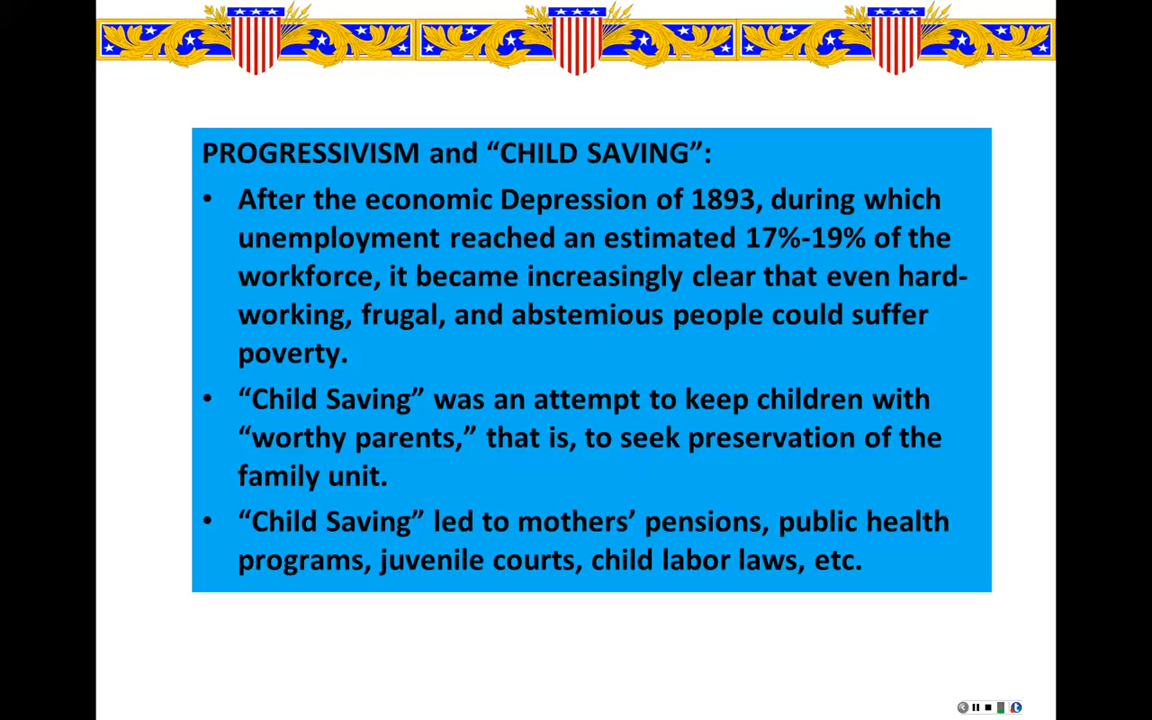 PROGRESSIVISM and “CHILD SAVING”:
• After the economic Depression of 1893, during which
unemployment reached an estimated 17%-19% of the
workforce, it became increasingly clear that even hard-
working, frugal, and abstemious people could suffer
poverty.
• “Child Saving” was an attempt to keep children with
“worthy parents,” that is, to seek preservation of the
family unit.
• “Child Saving” led to mothers’ pensions, public health
programs, juvenile courts, child labor laws, etc.